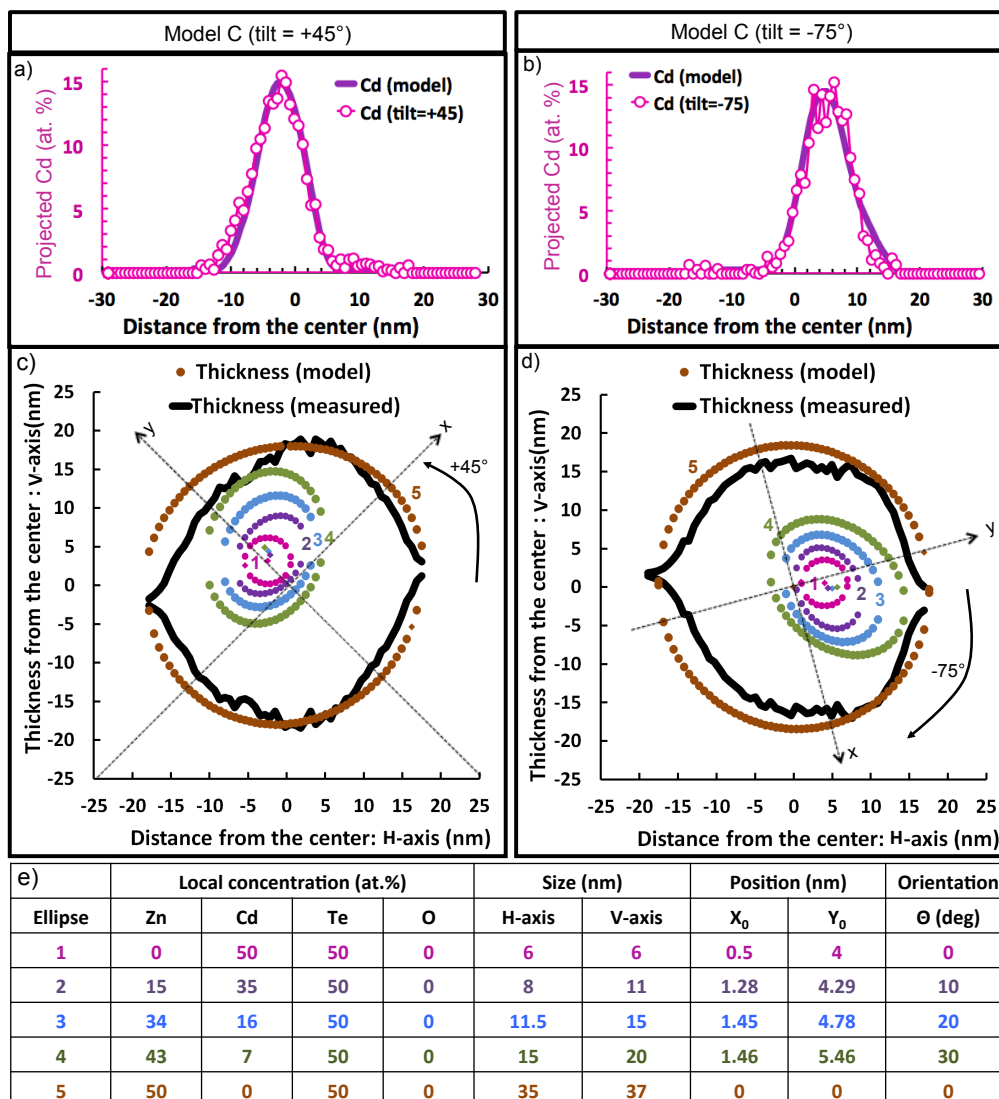 Model C (tilt = +45°)
Model C (tilt = -75°)
a)
Cd (model)
Cd (tilt=+45)
Projected Cd (at. %)
15
10
5
0
-30 -20 -10 0 10 20 30
Distance from the center (nm)
b)
Cd (model)
Cd (tilt=-75)
Projected Cd (at. %)
15
10
5
0
-30 -20 -10 0 10 20 30
Distance from the center (nm)
c)
Thickness (model)
Thickness (measured)
Thickness from the center : v-axis(nm)
25
20
15
10
5
0
-5
-10
-15
-20
-25
y
x
+45°
5
1
2
3
4
-25 -20 -15 -10 -5 0 5 10 15 20 25
Distance from the center: H-axis (nm)
d)
Thickness (model)
Thickness (measured)
Thickness from the center : v-axis(nm)
25
20
15
10
5
0
-5
-10
-15
-20
-25
5
4
y
1
2
3
-75°
x
-25 -20 -15 -10 -5 0 5 10 15 20 25
Distance from the center: H-axis (nm)
e)
Local concentration (at.%) Size (nm) Position (nm) Orientation
Ellipse Zn Cd Te O H-axis V-axis X₀ Y₀ Θ (deg)
1 0 50 50 0 6 6 0.5 4 0
2 15 35 50 0 8 11 1.28 4.29 10
3 34 16 50 0 11.5 15 1.45 4.78 20
4 43 7 50 0 15 20 1.46 5.46 30
5 50 0 50 0 35 37 0 0 0